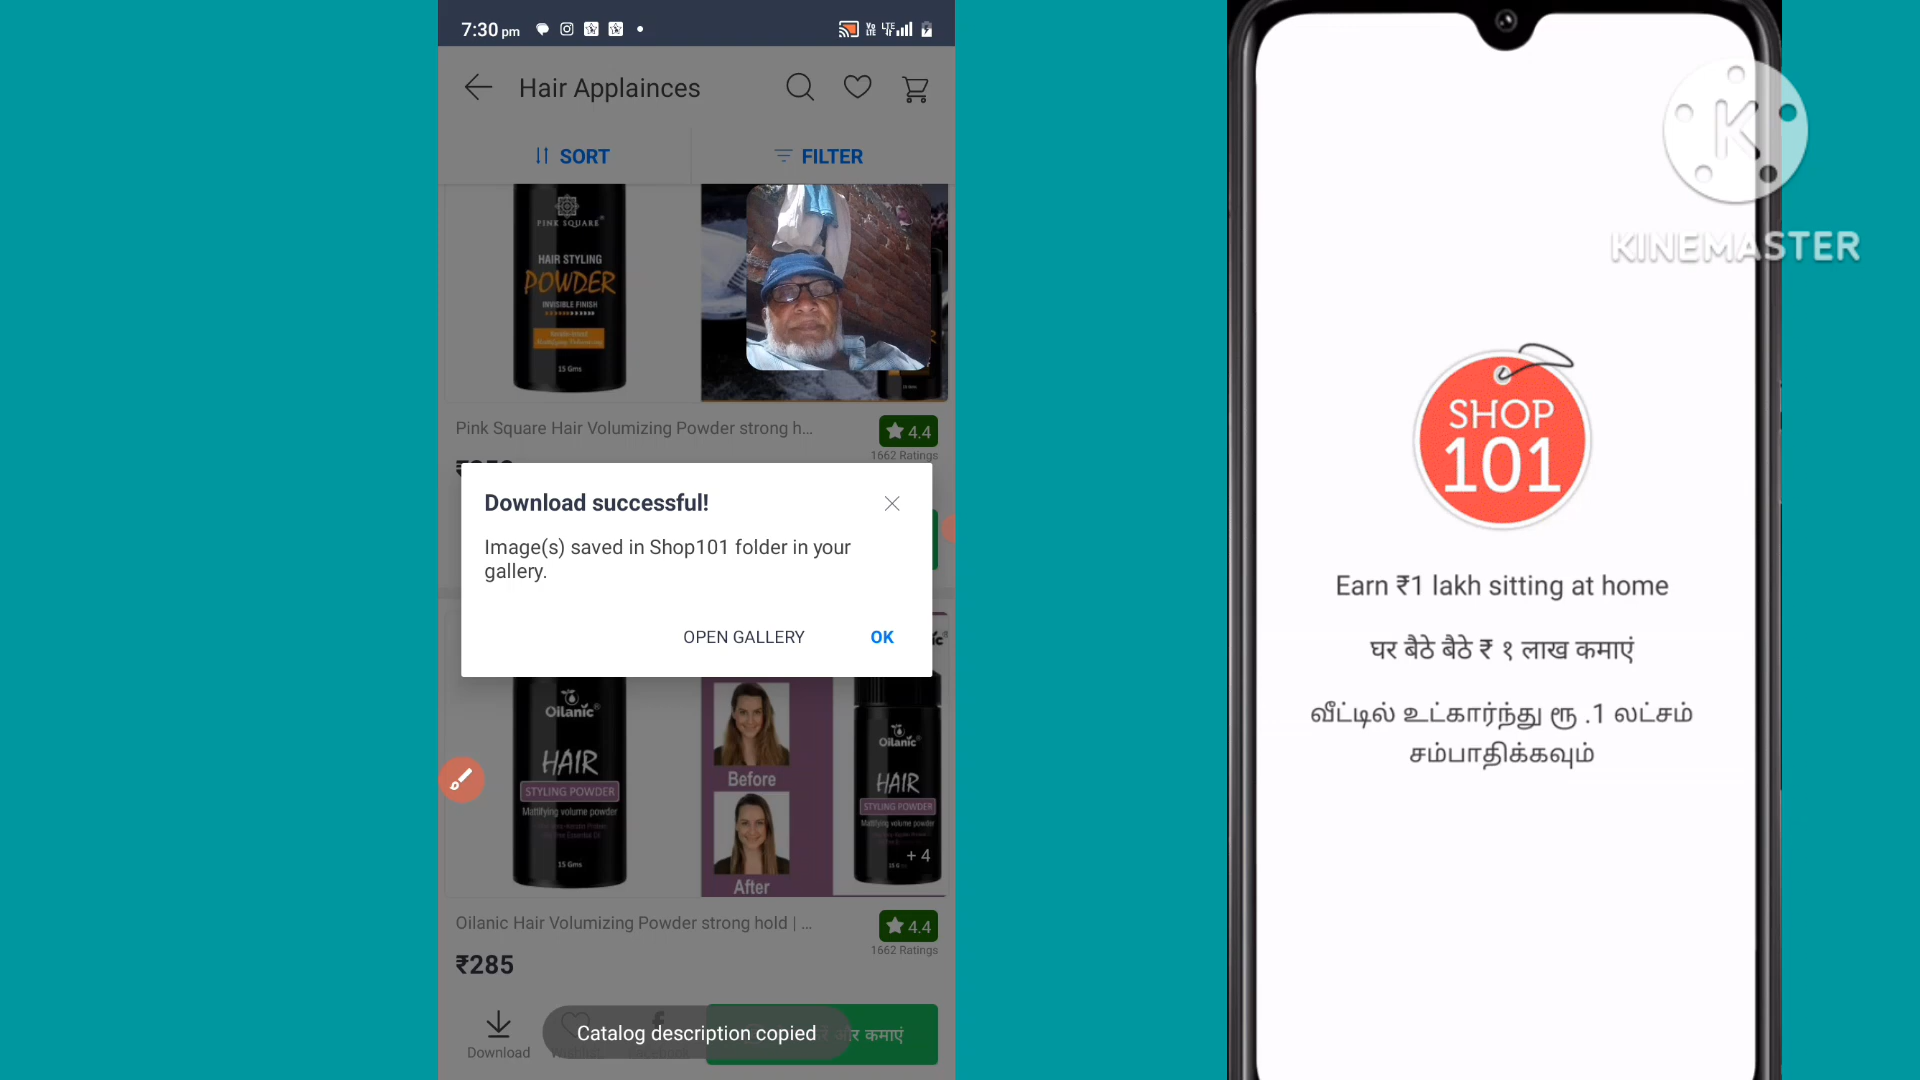 7:30 pm
Hair Applainces
SORT
FILTER
PINK SQUARE
HAIR STYLING
POWDER
INVISIBLE FINISH
15 Gms
Pink Square Hair Volumizing Powder strong h...
4.4
1662 Ratings
Download successful!
Image(s) saved in Shop101 folder in your
gallery.
OPEN GALLERY
OK
Oilanic
HAIR
STYLING POWDER
Mattifying volume powder
15 Gms
Before
After
Oilanic
HAIR
STYLING POWDER
Mattifying volume powder
+ 4
Oilanic Hair Volumizing Powder strong hold | ...
4.4
1662 Ratings
₹285
Download
Catalog description copied
और कमाएं
KINEMASTER
SHOP
101
Earn ₹1 lakh sitting at home
घर बैठे बैठे ₹ १ लाख कमाएं
வீட்டில் உட்கார்ந்து ரூ .1 லட்சம்
சம்பாதிக்கவும்